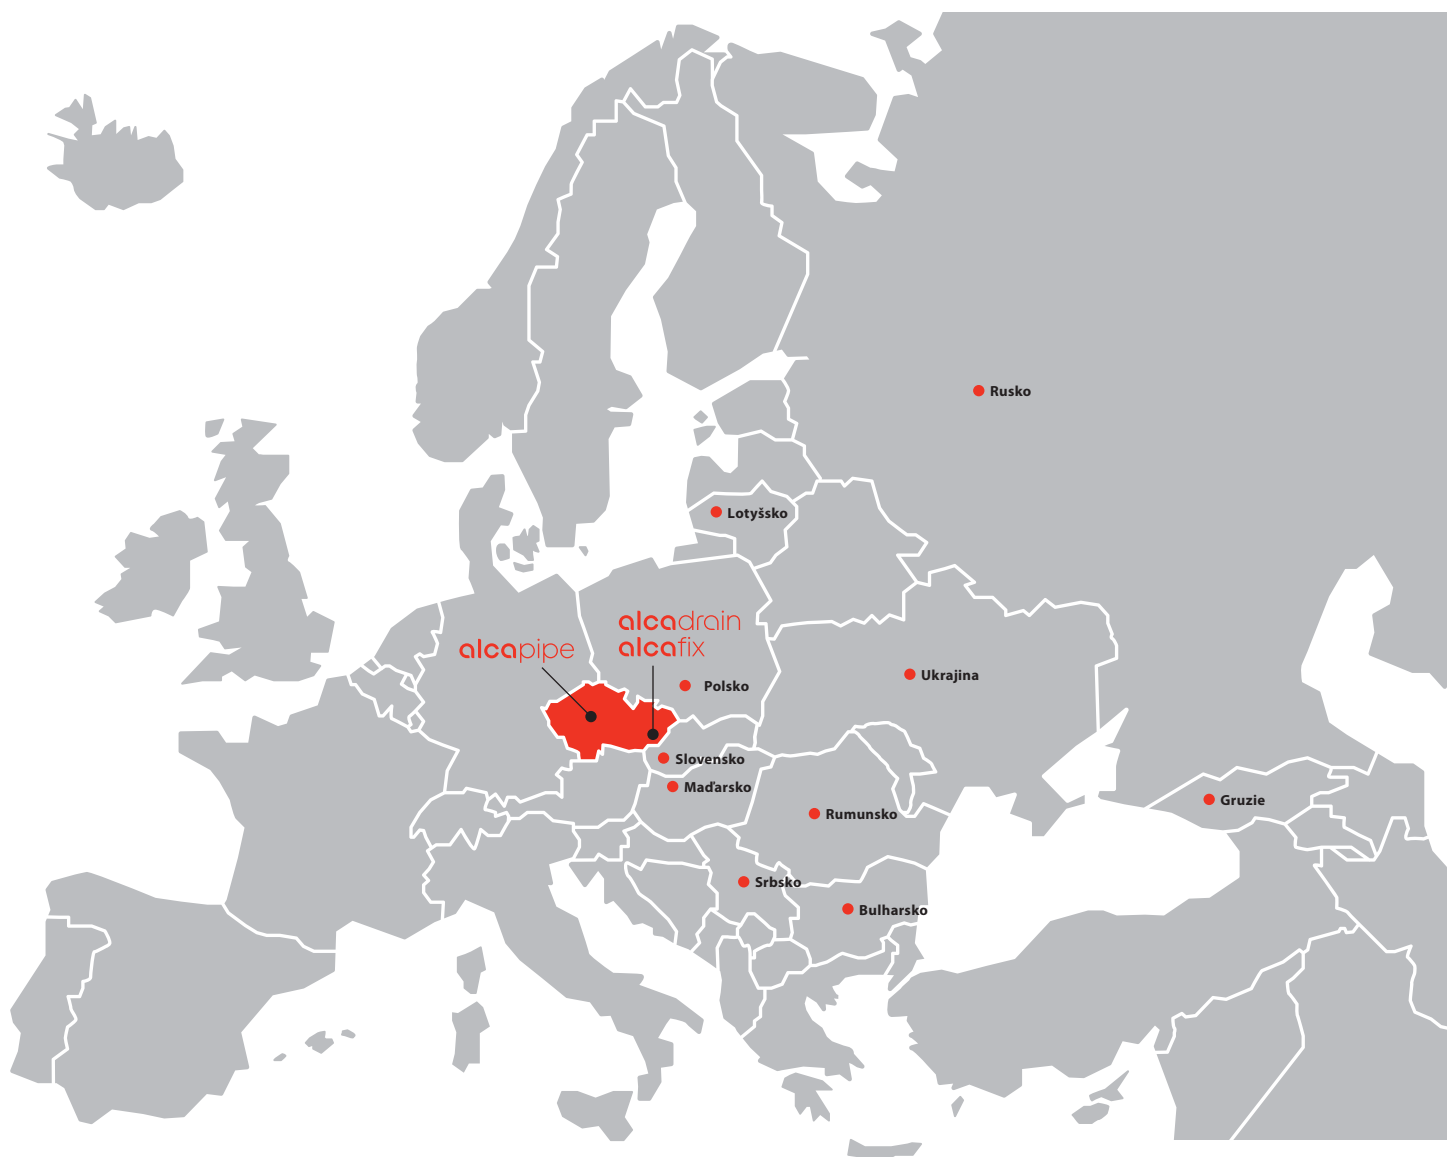 Rusko
Lotyšsko
alcadrain
alcafix
alcapipe
Ukrajina
Polsko
Slovensko
Maďarsko
Gruzie
Rumunsko
Srbsko
Bulharsko